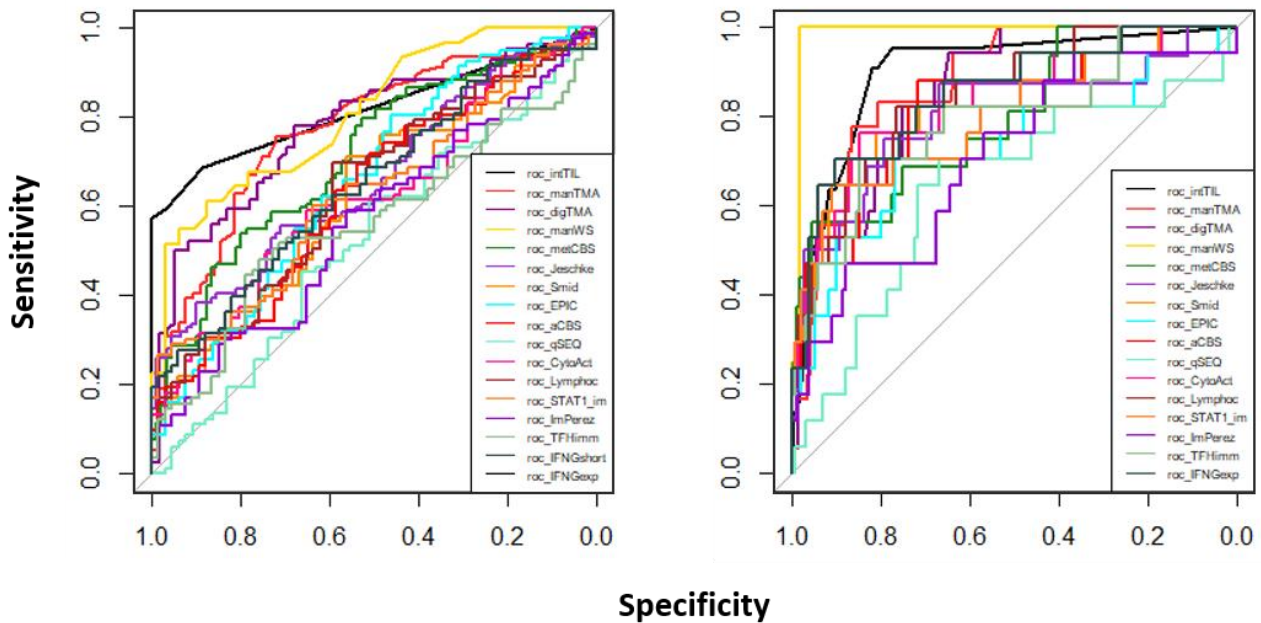 Sensitivity
1.0
0.8
0.6
0.4
0.2
0.0
1.0 0.8 0.6 0.4 0.2 0.0
roc_intTIL
roc_manTMA
roc_digTMA
roc_manWS
roc_metCBS
roc_Jeschke
roc_Smid
roc_EPIC
roc_aCBS
roc_qSEQ
roc_CytoAct
roc_Lymphoc
roc_STAT1_im
roc_ImPerez
roc_TFHimm
roc_IFNGshort
roc_IFNGexp
1.0
0.8
0.6
0.4
0.2
0.0
1.0 0.8 0.6 0.4 0.2 0.0
roc_intTIL
roc_manTMA
roc_digTMA
roc_manWS
roc_metCBS
roc_Jeschke
roc_Smid
roc_EPIC
roc_aCBS
roc_qSEQ
roc_CytoAct
roc_Lymphoc
roc_STAT1_im
roc_ImPerez
roc_TFHimm
roc_IFNGexp
Specificity